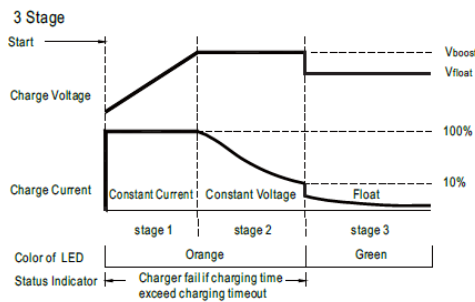 3 Stage
Start
Vboost
Vfloat
Charge Voltage
100%
10%
Charge Current
Constant Current
Constant Voltage
Float
stage 1
stage 2
stage 3
Color of LED
Orange
Green
Status Indicator
Charger fail if charging time
exceed charging timeout